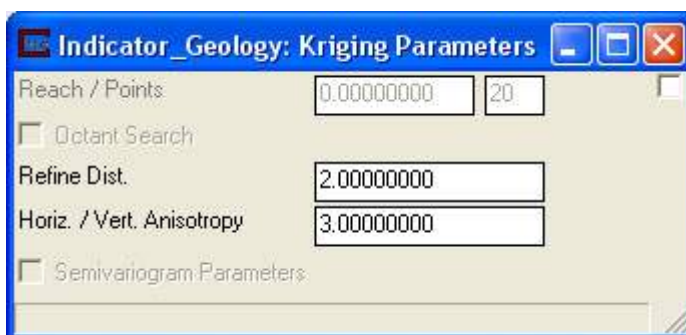 Indicator_Geology: Kriging Parameters
Reach / Points 0.00000000 20
Octant Search
Refine Dist. 2.00000000
Horiz. / Vert. Anisotropy 3.00000000
Semivariogram Parameters